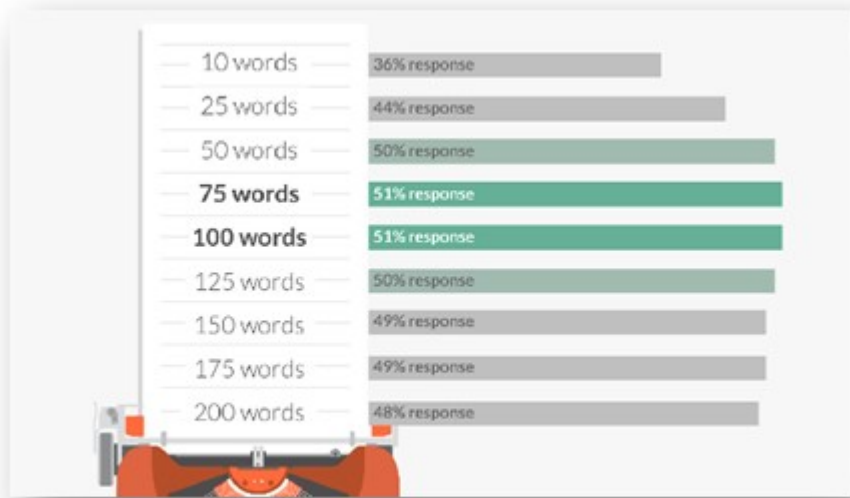 10 words 36% response
25 words 44% response
50 words 50% response
75 words 51% response
100 words 51% response
125 words 50% response
150 words 49% response
175 words 49% response
200 words 48% response